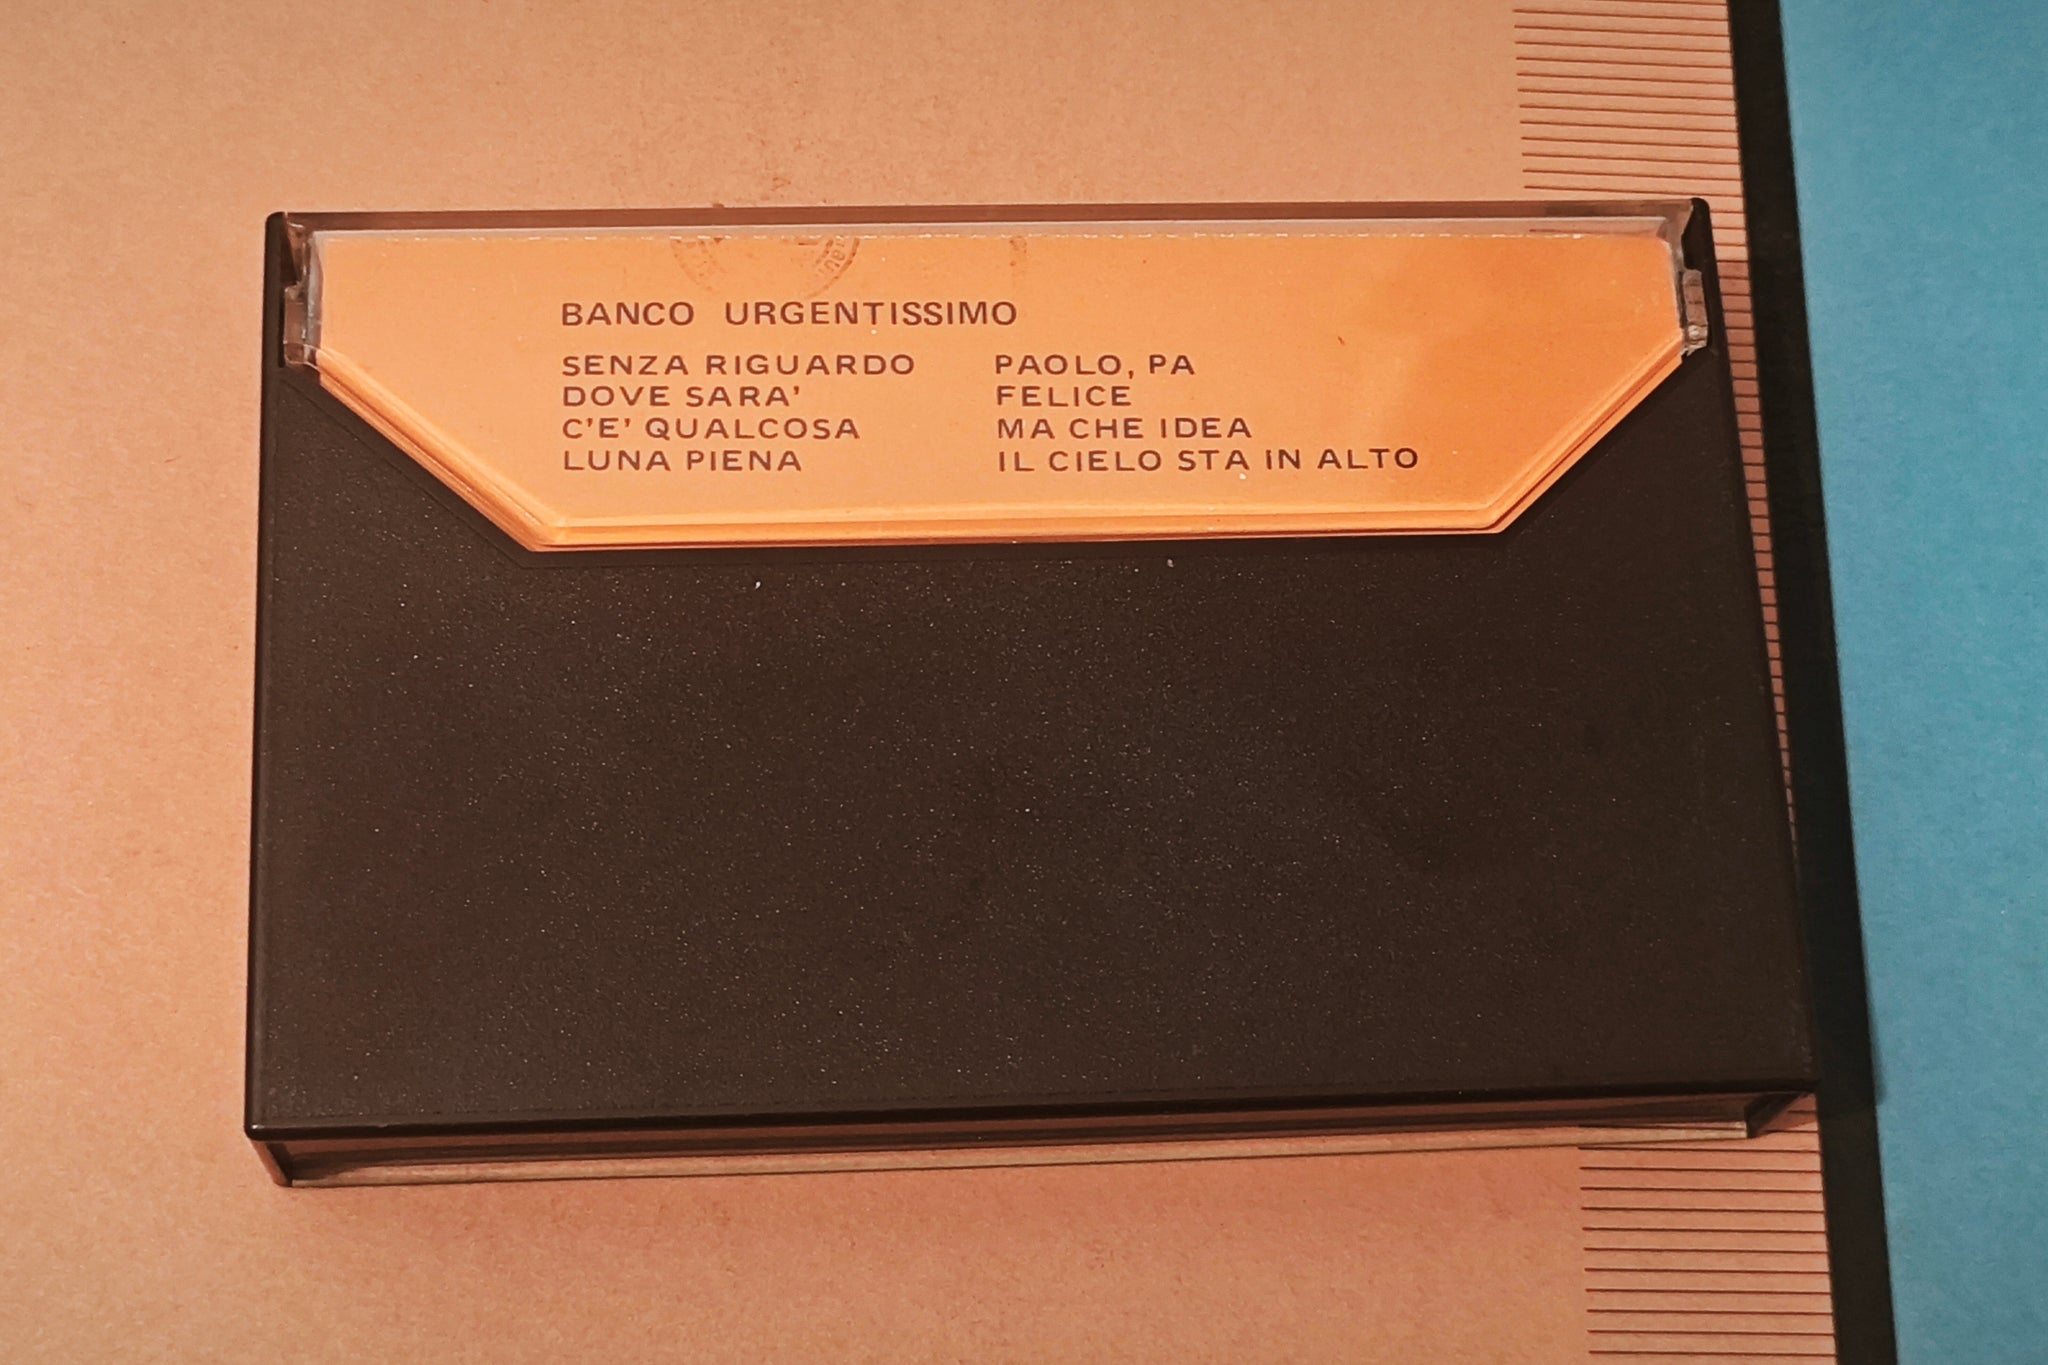 BANCO URGENTISSIMO
SENZA RIGUARDO
DOVE SARA'
C'E' QUALCOSA
LUNA PIENA
PAOLO, PA
FELICE
MA CHE IDEA
IL CIELO STA IN ALTO